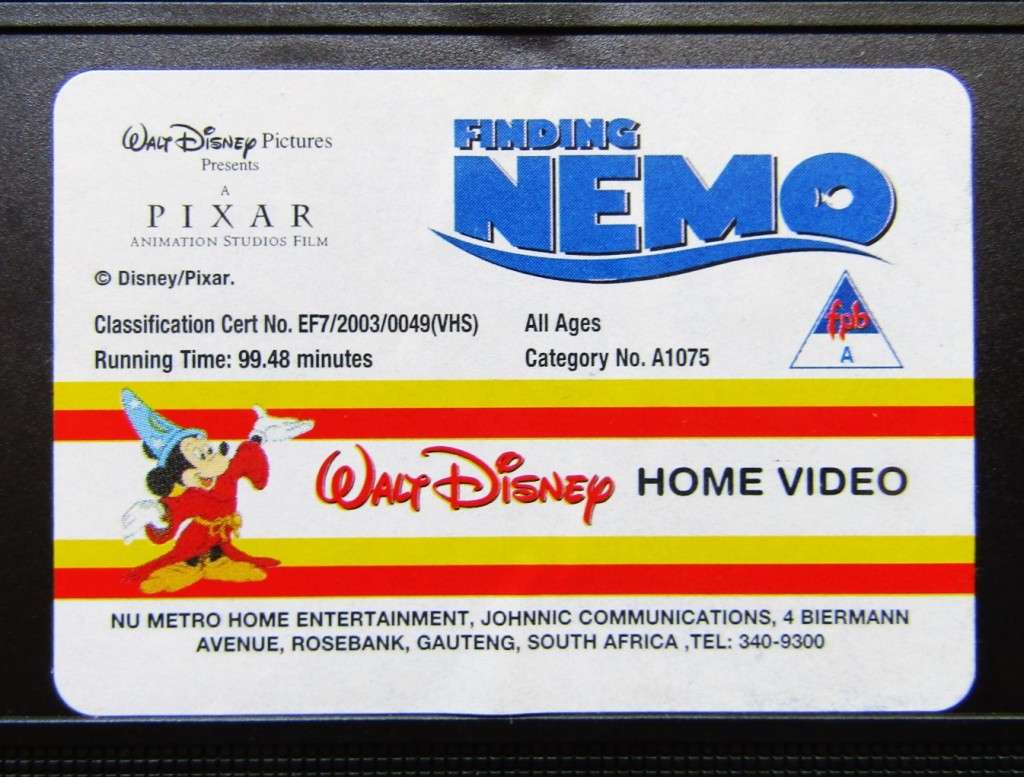 WALT DISNEY Pictures
Presents
A
PIXAR
ANIMATION STUDIOS FILM
FINDING
NEMO
© Disney/Pixar.
Classification Cert No. EF7/2003/0049(VHS)
All Ages
Running Time: 99.48 minutes
Category No. A1075
fpb
A
WALT DISNEY HOME VIDEO
NU METRO HOME ENTERTAINMENT, JOHNNIC COMMUNICATIONS, 4 BIERMANN
AVENUE, ROSEBANK, GAUTENG, SOUTH AFRICA ,TEL: 340-9300